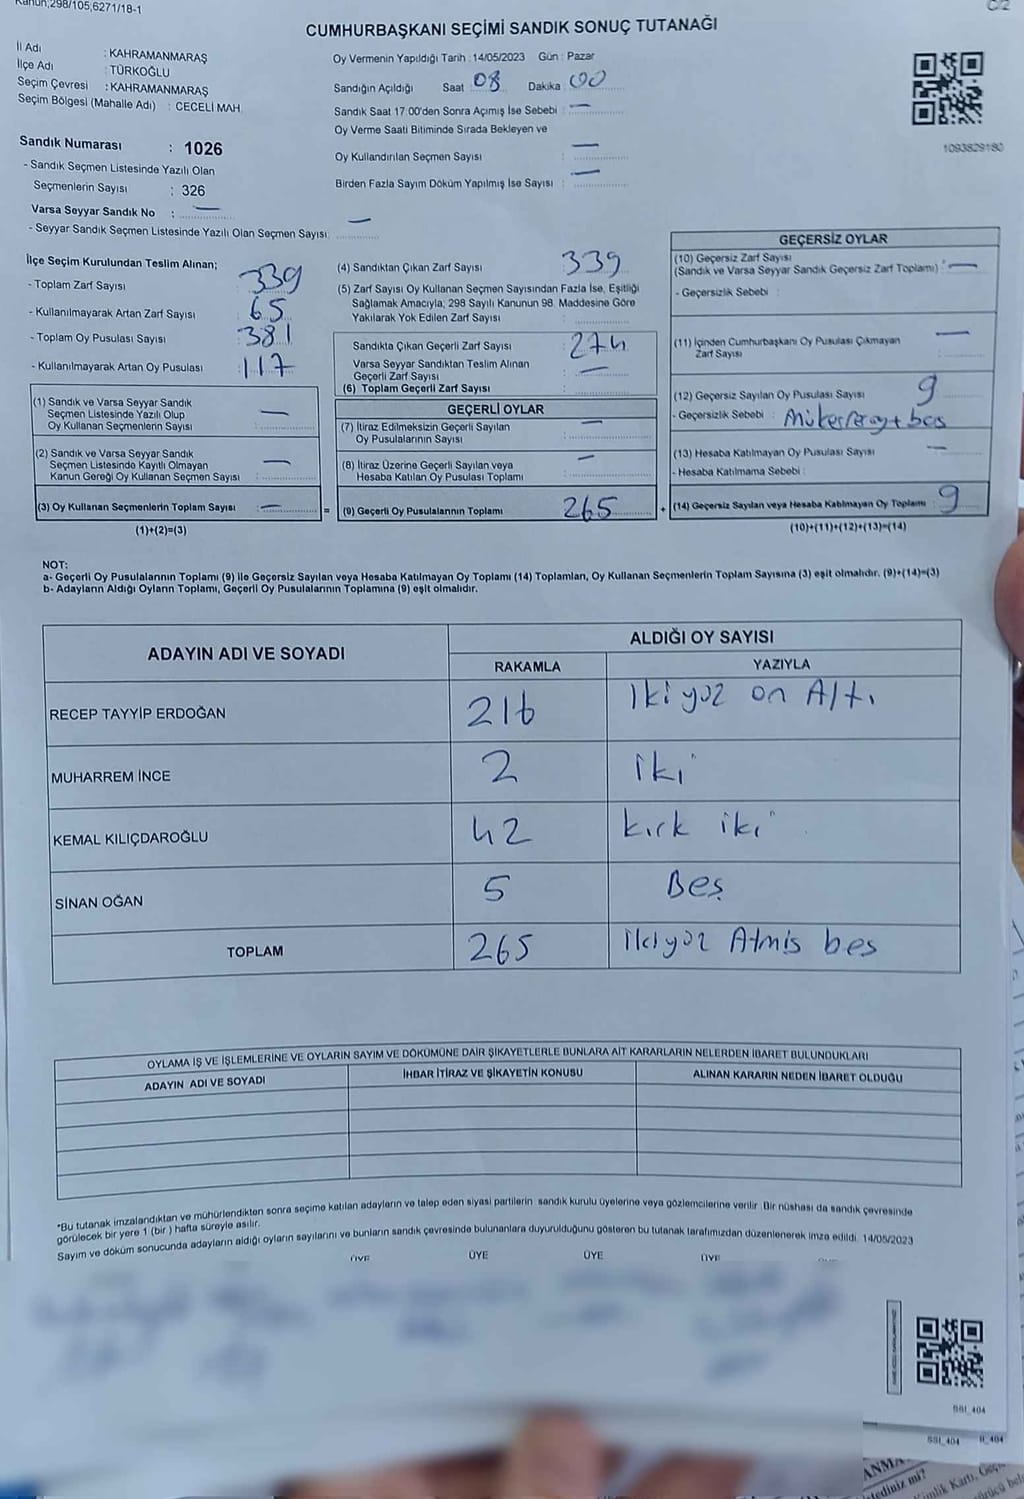 Kanun;298/105,6271/18-1
C/2
CUMHURBAŞKANI SEÇİMİ SANDIK SONUÇ TUTANAĞI
İl Adı : KAHRAMANMARAŞ
İlçe Adı : TÜRKOĞLU
Seçim Çevresi : KAHRAMANMARAŞ
Seçim Bölgesi (Mahalle Adı) : CECELİ MAH.
Oy Vermenin Yapıldığı Tarih : 14/05/2023 Gün : Pazar
Sandığın Açıldığı Saat 08 Dakika 00
Sandık Saat 17:00'den Sonra Açımış İse Sebebi : —
Oy Verme Saati Bitiminde Sırada Bekleyen ve
Oy Kullandırılan Seçmen Sayısı : —
Birden Fazla Sayım Döküm Yapılmış İse Sayısı : —
1093829180
Sandık Numarası : 1026
- Sandık Seçmen Listesinde Yazılı Olan
Seçmenlerin Sayısı : 326
Varsa Seyyar Sandık No : —
- Seyyar Sandık Seçmen Listesinde Yazılı Olan Seçmen Sayısı: —
İlçe Seçim Kurulundan Teslim Alınan;
- Toplam Zarf Sayısı : 339
- Kullanılmayarak Artan Zarf Sayısı : 65
- Toplam Oy Pusulası Sayısı : 381
- Kullanılmayarak Artan Oy Pusulası : 117
(1) Sandık ve Varsa Seyyar Sandık
Seçmen Listesinde Yazılı Olup
Oy Kullanan Seçmenlerin Sayısı : —
(2) Sandık ve Varsa Seyyar Sandık
Seçmen Listesinde Kayıtlı Olmayan
Kanun Gereği Oy Kullanan Seçmen Sayısı : —
(3) Oy Kullanan Seçmenlerin Toplam Sayısı : — =
(1)+(2)=(3)
(4) Sandıktan Çıkan Zarf Sayısı : 339
(5) Zarf Sayısı Oy Kullanan Seçmen Sayısından Fazla İse, Eşitliği
Sağlamak Amacıyla; 298 Sayılı Kanunun 98. Maddesine Göre
Yakılarak Yok Edilen Zarf Sayısı :
Sandıkta Çıkan Geçerli Zarf Sayısı : 274
Varsa Seyyar Sandıktan Teslim Alınan
Geçerli Zarf Sayısı : —
(6) Toplam Geçerli Zarf Sayısı :
GEÇERLİ OYLAR
(7) İtiraz Edilmeksizin Geçerli Sayılan
Oy Pusulalarının Sayısı : —
(8) İtiraz Üzerine Geçerli Sayılan veya
Hesaba Katılan Oy Pusulası Toplamı : —
(9) Geçerli Oy Pusulalarının Toplamı : 265 +
GEÇERSİZ OYLAR
(10) Geçersiz Zarf Sayısı
(Sandık ve Varsa Seyyar Sandık Geçersiz Zarf Toplamı) : —
- Geçersizlik Sebebi :
(11) İçinden Cumhurbaşkanı Oy Pusulası Çıkmayan
Zarf Sayısı : —
(12) Geçersiz Sayılan Oy Pusulası Sayısı : 9
- Geçersizlik Sebebi :
(13) Hesaba Katılmayan Oy Pusulası Sayısı : —
- Hesaba Katılmama Sebebi :
(14) Geçersiz Sayılan veya Hesaba Katılmayan Oy Toplamı : 9
(10)+(11)+(12)+(13)=(14)
NOT:
a- Geçerli Oy Pusulalarının Toplamı (9) ile Geçersiz Sayılan veya Hesaba Katılmayan Oy Toplamı (14) Toplamları, Oy Kullanan Seçmenlerin Toplam Sayısına (3) eşit olmalıdır. (9)+(14)=(3)
b- Adayların Aldığı Oyların Toplamı, Geçerli Oy Pusulalarının Toplamına (9) eşit olmalıdır.
ADAYIN ADI VE SOYADI
ALDIĞI OY SAYISI
RAKAMLA YAZIYLA
RECEP TAYYİP ERDOĞAN 216 İki yüz on Altı
MUHARREM İNCE 2 iki
KEMAL KILIÇDAROĞLU 42 kırk iki
SİNAN OĞAN 5 Beş
TOPLAM 265 ikiyüz Atmis bes
OYLAMA İŞ VE İŞLEMLERİNE VE OYLARIN SAYIM VE DÖKÜMÜNE DAİR ŞİKAYETLERLE BUNLARA AİT KARARLARIN NELERDEN İBARET BULUNDUKLARI
ADAYIN ADI VE SOYADI İHBAR İTİRAZ VE ŞİKAYETİN KONUSU ALINAN KARARIN NEDEN İBARET OLDUĞU
*Bu tutanak imzalandıktan ve mühürlendikten sonra seçime katılan adayların ve talep eden siyasi partilerin sandık kurulu üyelerine veya gözlemcilerine verilir. Bir nüshası da sandık çevresinde
görülecek bir yere 1 (bir) hafta süreyle asılır.
Sayım ve döküm sonucunda adayların aldığı oyların sayılarını ve bunların sandık çevresinde bulunanlara duyurulduğunu gösteren bu tutanak tarafımızdan düzenlenerek imza edildi. 14/05/2023
ÜYE ÜYE ÜYE ÜYE
SSI_404
SSI_404